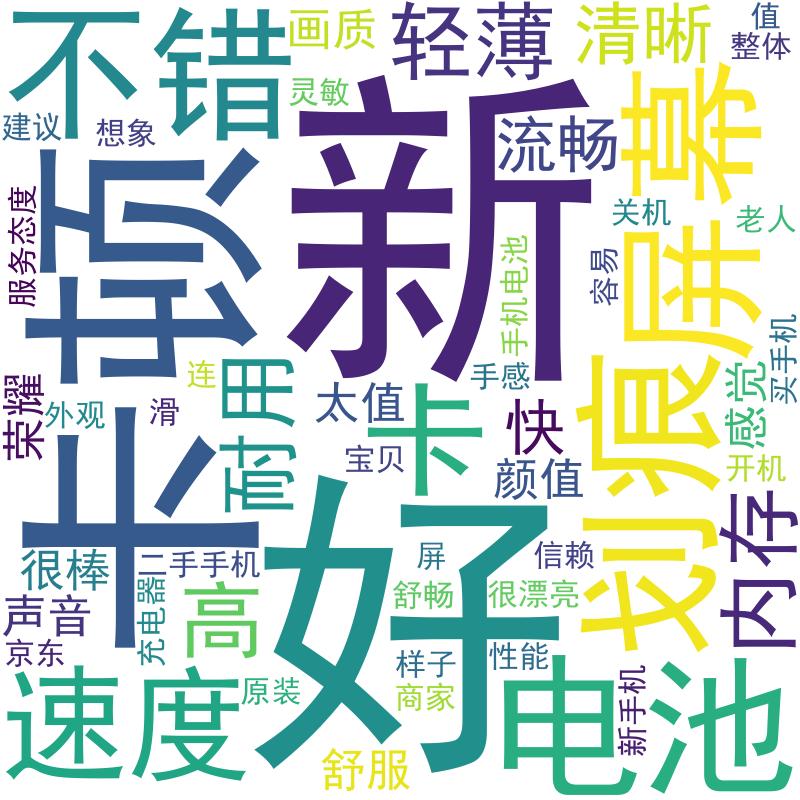 不错
画质
轻薄
清晰
值
整体
灵敏
建议
想象
新
流畅
屏幕
卡顿
服务态度
关机
老人
手机电池
容易
买手机
荣耀
外观
滑
连
耐用
太值
卡
手感
快
划痕
感觉
宝贝
颜值
开机
内存
好
很棒
二手手机
屏
信赖
声音
充电器
高
舒畅
很漂亮
京东
样子
性能
速度
原装
商家
新手机
电池
舒服